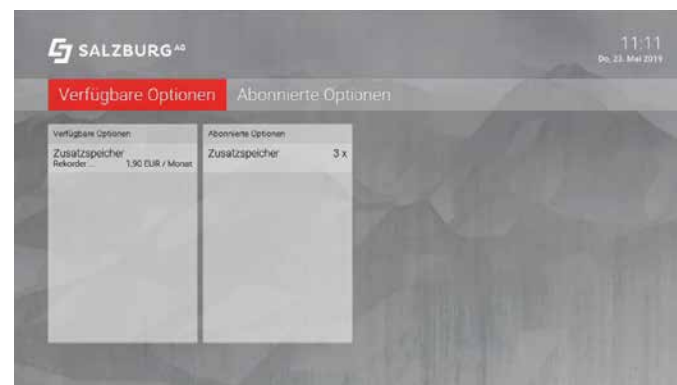 SALZBURG AG
11:11
Do, 23. Mai 2019
Verfügbare Optionen
Abonnierte Optionen
Verfügbare Optionen
Abonnierte Optionen
Zusatzspeicher
Rekorder ... 1,90 EUR / Monat
Zusatzspeicher 3 x